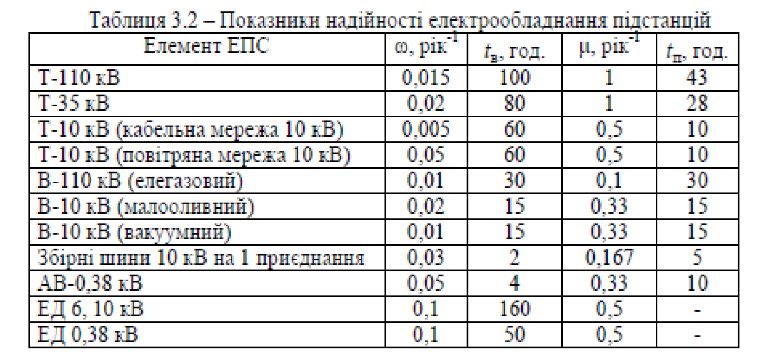 Таблиця 3.2 – Показники надійності електрообладнання підстанцій
Елемент ЕПС ω, рік⁻¹ tв, год. μ, рік⁻¹ tп, год.
Т-110 кВ 0,015 100 1 43
Т-35 кВ 0,02 80 1 28
Т-10 кВ (кабельна мережа 10 кВ) 0,005 60 0,5 10
Т-10 кВ (повітряна мережа 10 кВ) 0,05 60 0,5 10
В-110 кВ (елегазовий) 0,01 30 0,1 30
В-10 кВ (малооливний) 0,02 15 0,33 15
В-10 кВ (вакуумний) 0,01 15 0,33 15
Збірні шини 10 кВ на 1 приєднання 0,03 2 0,167 5
АВ-0,38 кВ 0,05 4 0,33 10
ЕД 6, 10 кВ 0,1 160 0,5 -
ЕД 0,38 кВ 0,1 50 0,5 -